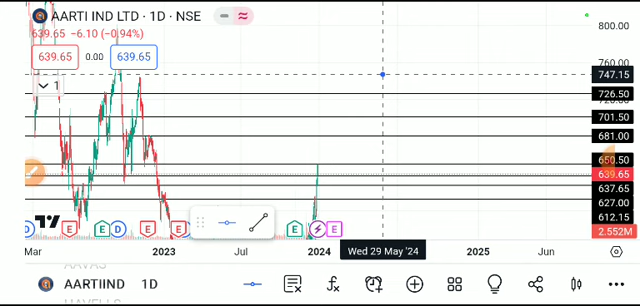 AARTI IND LTD · 1D · NSE
639.65 −6.10 (−0.94%)
639.65 0.00 639.65
1
800.00
760.00
747.15
726.50
701.50
681.00
650.50
639.65
637.65
627.00
612.15
2.552M
D E E D E E E E
Mar 2023 Jul 2024 Wed 29 May '24 2025 Jun
AARTIIND 1D
HAVELLS